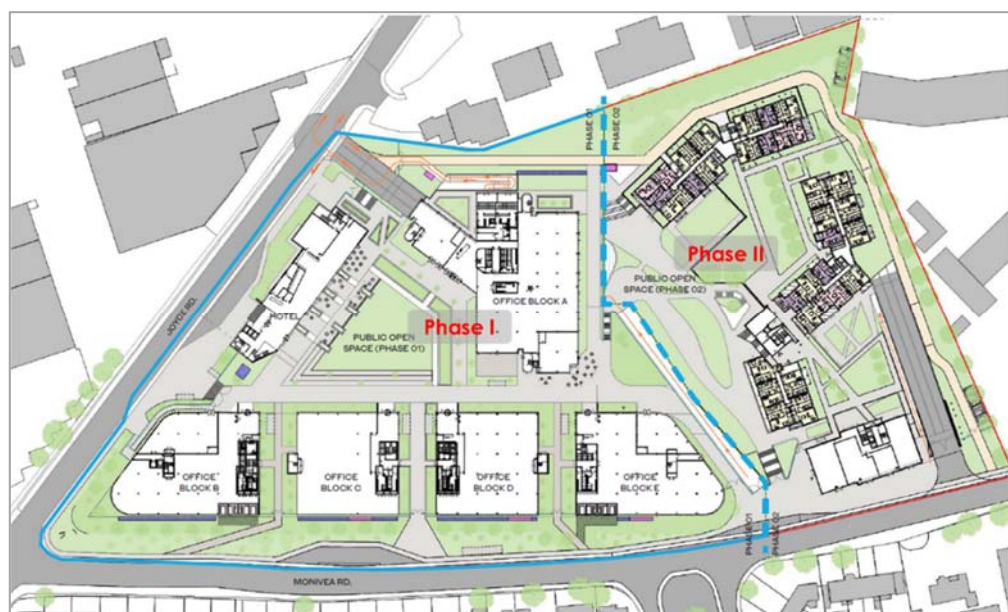 PHASE 01
PHASE 02
Phase II
PUBLIC OPEN
SPACE (PHASE 02)
OFFICE BLOCK A
JOYCE RD.
HOTEL
Phase I
PUBLIC OPEN
SPACE (PHASE 01)
OFFICE
BLOCK B
OFFICE
BLOCK C
OFFICE
BLOCK D
OFFICE
BLOCK E
PHASE 01
PHASE 02
MONIVEA RD.